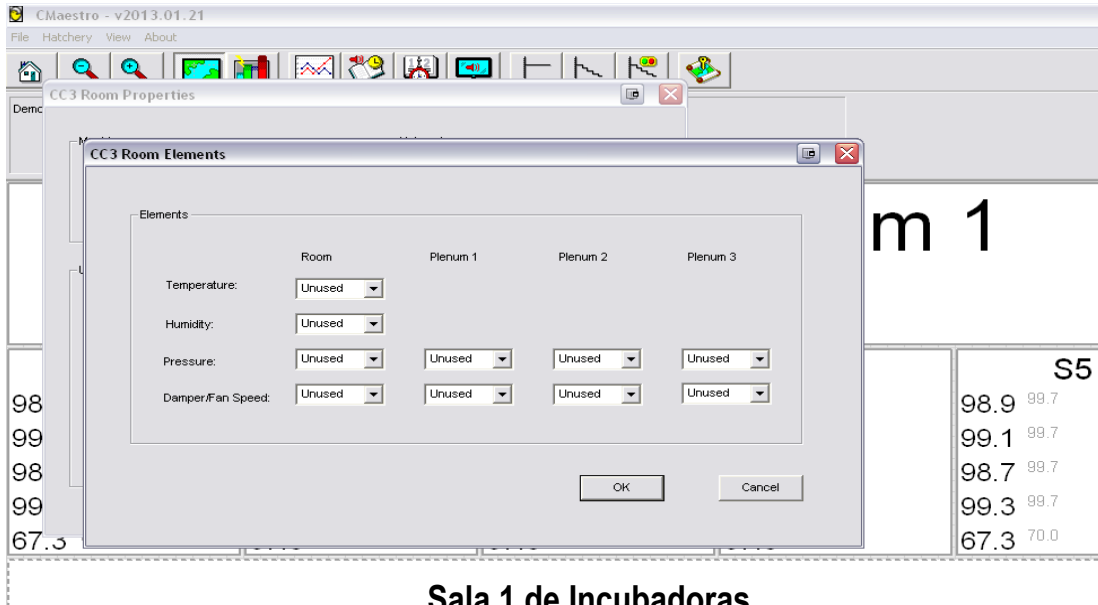 CMaestro - v2013.01.21
File Hatchery View About
CC3 Room Properties
CC3 Room Elements
m 1
Elements
Room Plenum 1 Plenum 2 Plenum 3
Temperature: Unused
Humidity: Unused
Pressure: Unused Unused Unused Unused
Damper/Fan Speed: Unused Unused Unused Unused
OK Cancel
S5
98 98.9 99.7
99 99.1 99.7
98 98.7 99.7
99 99.3 99.7
67.3 67.3 70.0
Sala 1 de Incubadoras